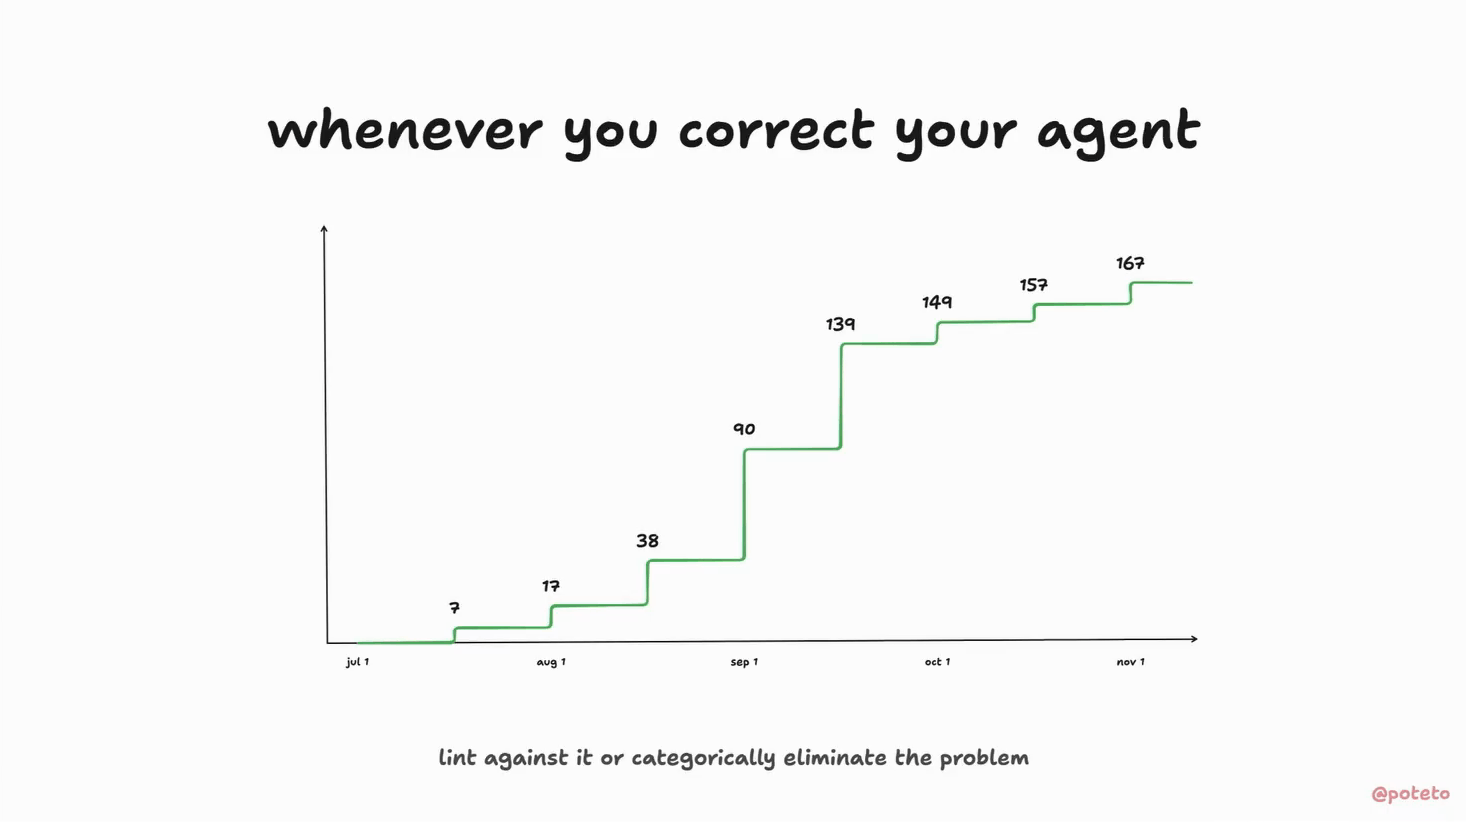 whenever you correct your agent
167
157
149
139
90
38
17
7
jul 1 aug 1 sep 1 oct 1 nov 1
lint against it or categorically eliminate the problem
@poteto